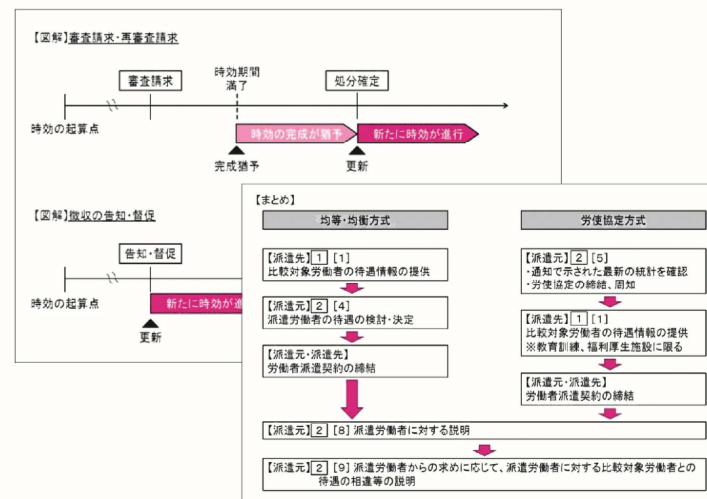 【図解】審査請求・再審査請求
審査請求
時効期間
満了
処分確定
時効の起算点
時効の完成が猶予
新たに時効が進行
完成猶予
更新
【図解】徴収の告知・督促
告知・督促
時効の起算点
新たに時効が進
更新
【まとめ】
均等・均衡方式
【派遣先】 1 [1]
比較対象労働者の待遇情報の提供
【派遣元】 2 [4]
派遣労働者の待遇の検討・決定
【派遣元・派遣先】
労働者派遣契約の締結
労使協定方式
【派遣元】 2 [5]
・通知で示された最新の統計を確認
・労使協定の締結、周知
【派遣先】 1 [1]
比較対象労働者の待遇情報の提供
※教育訓練、福利厚生施設に限る
【派遣元・派遣先】
労働者派遣契約の締結
【派遣元】 2 [8] 派遣労働者に対する説明
【派遣元】 2 [9] 派遣労働者からの求めに応じて、派遣労働者に対する比較対象労働者との
待遇の相違等の説明